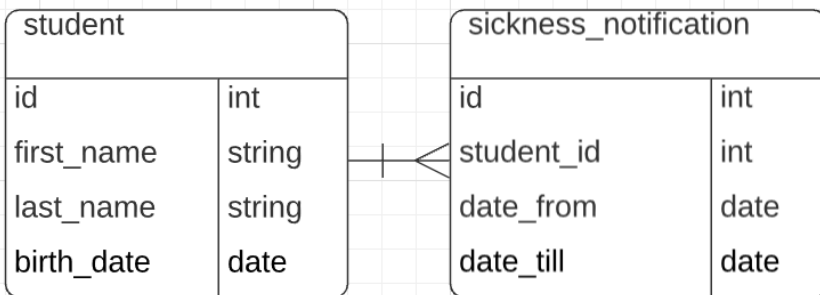 student
id int
first_name string
last_name string
birth_date date
sickness_notification
id int
student_id int
date_from date
date_till date